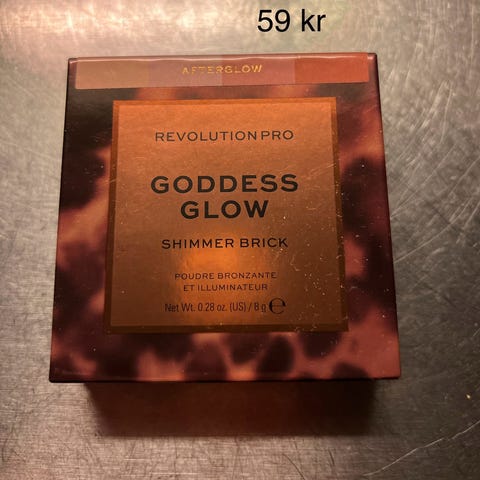 59 kr
AFTERGLOW
REVOLUTION PRO
GODDESS
GLOW
SHIMMER BRICK
POUDRE BRONZANTE
ET ILLUMINATEUR
Net Wt. 0.28 oz. (US) / 8 g ℮